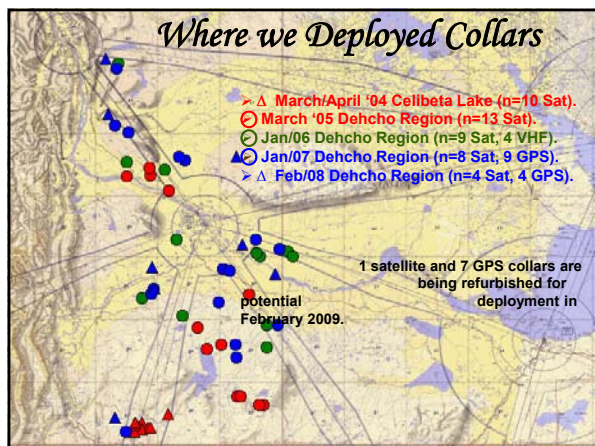 Where we Deployed Collars
➢ Δ March/April ‘04 Celibeta Lake (n=10 Sat).
➢ March ‘05 Dehcho Region (n=13 Sat).
➢ Jan/06 Dehcho Region (n=9 Sat, 4 VHF).
➢ Jan/07 Dehcho Region (n=8 Sat, 9 GPS).
➢ Δ Feb/08 Dehcho Region (n=4 Sat, 4 GPS).
1 satellite and 7 GPS collars are
being refurbished for
potential deployment in
February 2009.